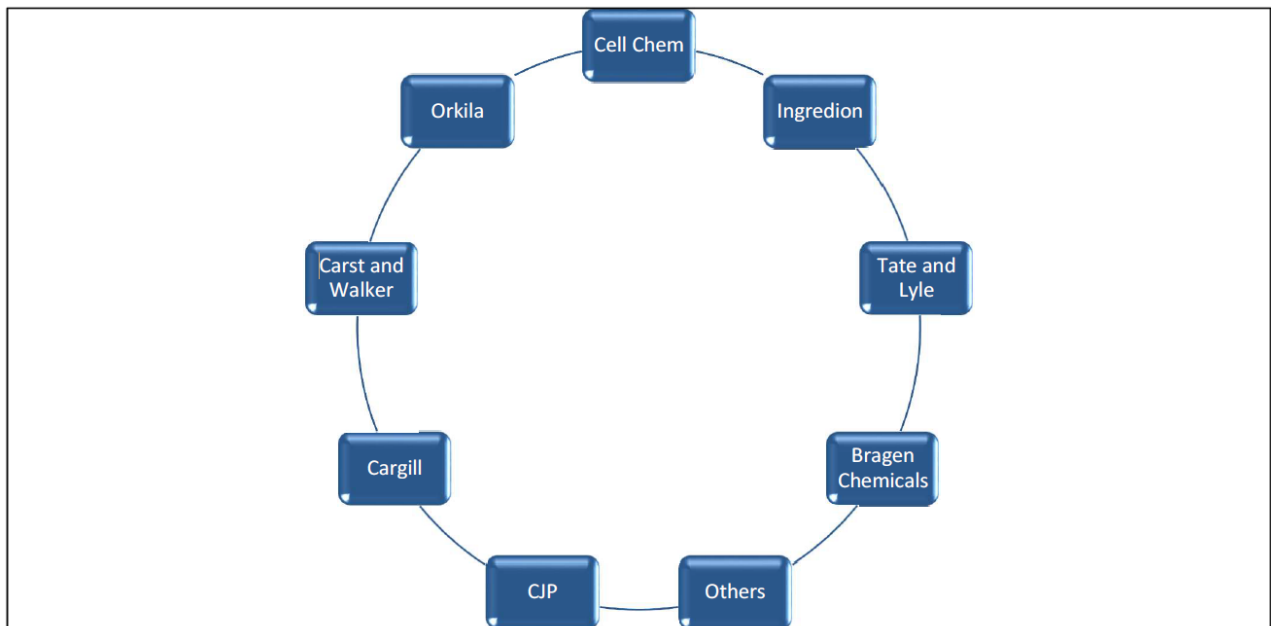 Cell Chem
Orkila
Ingredion
Carst and
Walker
Tate and
Lyle
Cargill
Bragen
Chemicals
CJP
Others